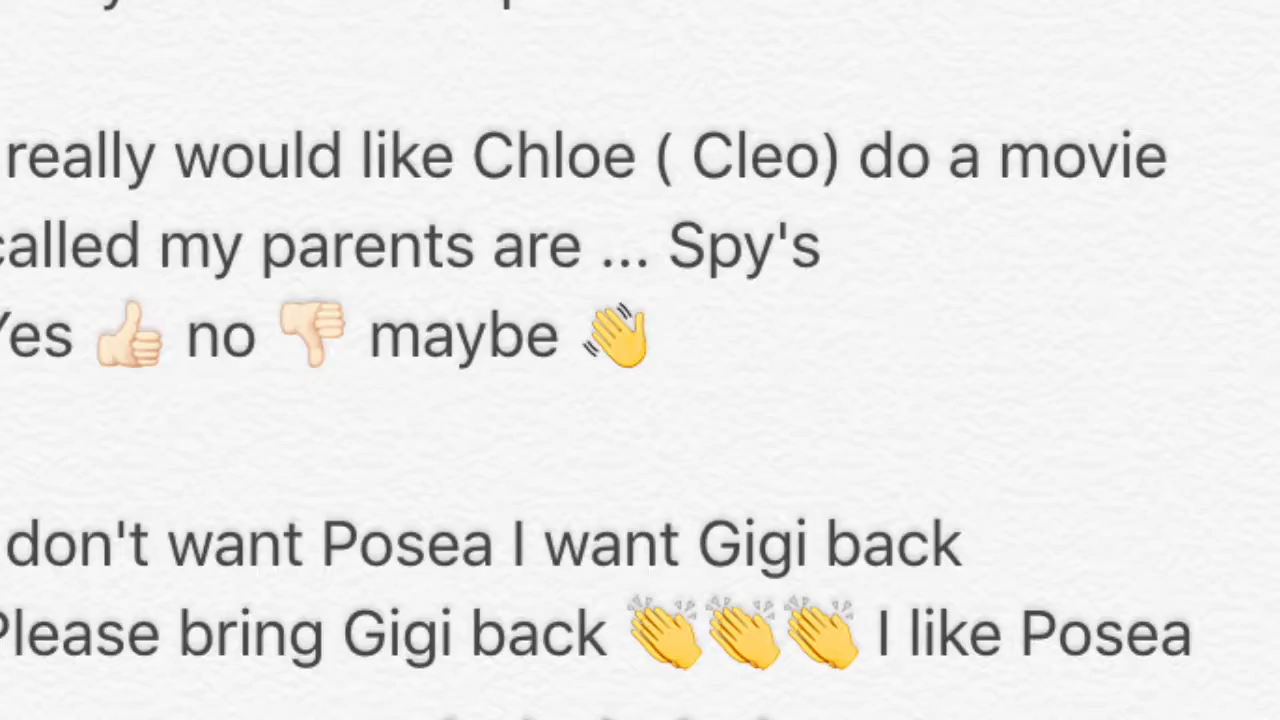 really would like Chloe ( Cleo) do a movie
called my parents are ... Spy's
Yes 👍🏻 no 👎🏻 maybe 👋
don't want Posea I want Gigi back
Please bring Gigi back 👏👏👏 I like Posea